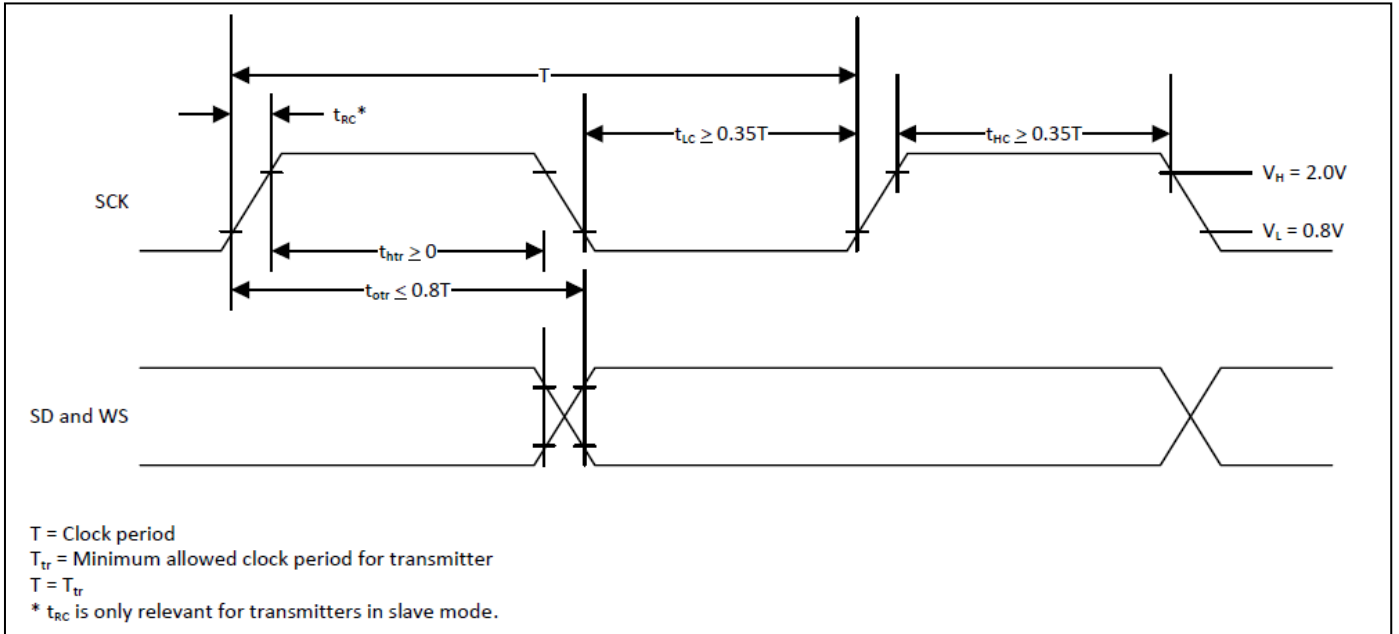 T
t_RC*
t_LC ≥ 0.35T
t_HC ≥ 0.35T
SCK
V_H = 2.0V
V_L = 0.8V
t_htr ≥ 0
t_otr ≤ 0.8T
SD and WS
T = Clock period
T_tr = Minimum allowed clock period for transmitter
T = T_tr
* t_RC is only relevant for transmitters in slave mode.